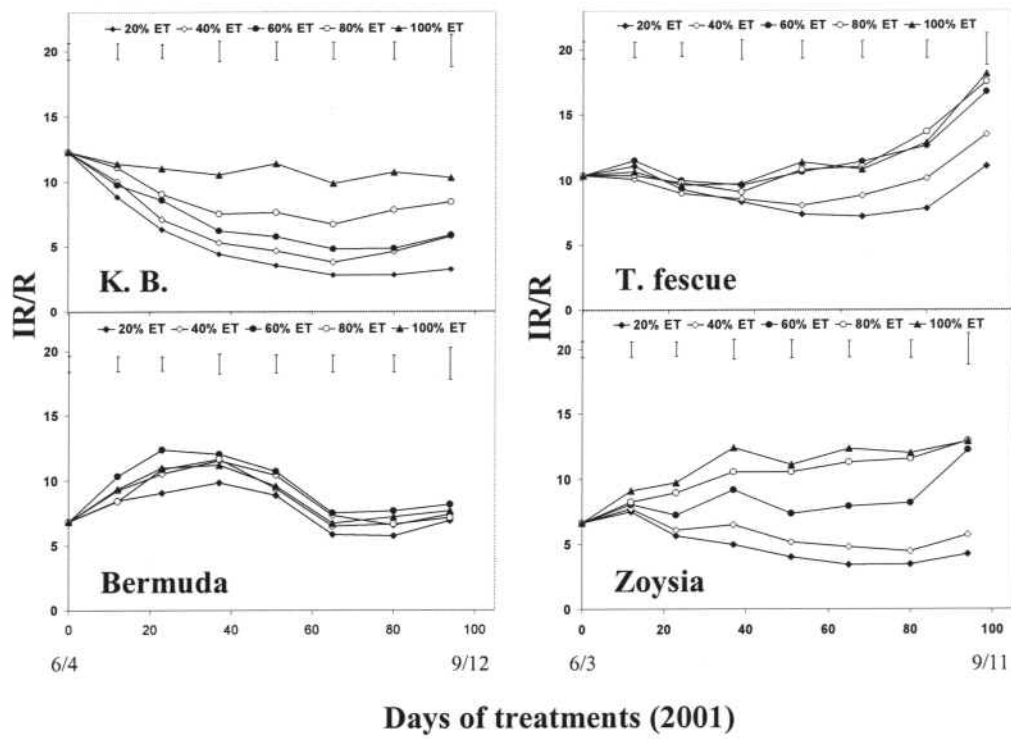 20% ET 40% ET 60% ET 80% ET 100% ET
20
15
10
5
0
K. B.
IR/R
20% ET 40% ET 60% ET 80% ET 100% ET
20
15
10
5
0
T. fescue
IR/R
20% ET 40% ET 60% ET 80% ET 100% ET
20
15
10
5
0
Bermuda
0 20 40 60 80 100
6/4 9/12
20% ET 40% ET 60% ET 80% ET 100% ET
20
15
10
5
0
Zoysia
0 20 40 60 80 100
6/3 9/11
Days of treatments (2001)